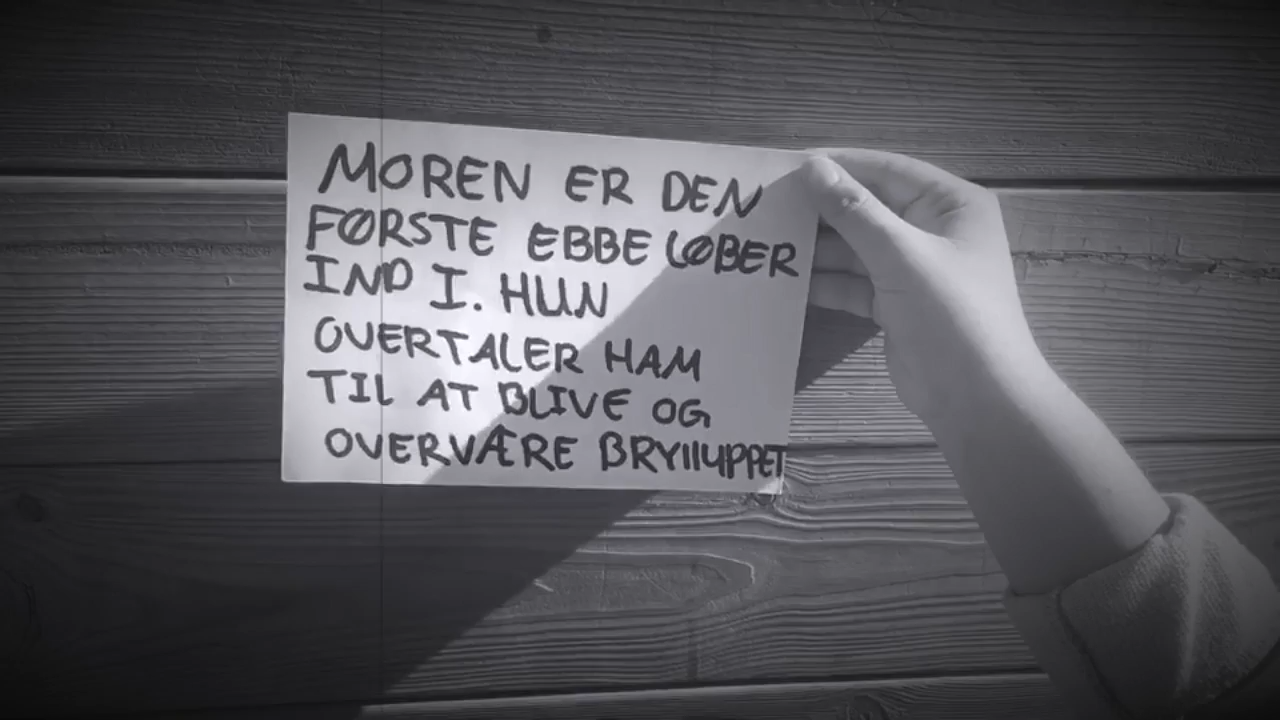 MOREN ER DEN
FØRSTE EBBE LØBER
IND I. HUN
OVERTALER HAM
TIL AT BLIVE OG
OVERVÆRE BRYllUPPET